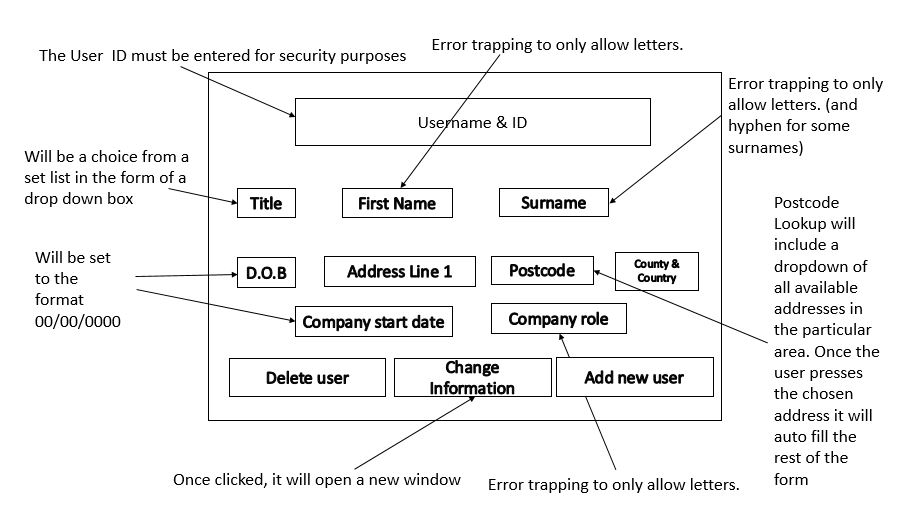 Error trapping to only allow letters.
The User  ID must be entered for security purposes
Error trapping to only
allow letters. (and
hyphen for some
surnames)
Username & ID
Will be a choice from a
set list in the form of a
drop down box
Title
First Name
Surname
Postcode
Lookup will
include a
dropdown of
all available
addresses in
the particular
area. Once the
user presses
the chosen
address it will
auto fill the
rest of the
form
Will be set
to the
format
00/00/0000
D.O.B
Address Line 1
Postcode
County &
Country
Company start date
Company role
Delete user
Change
Information
Add new user
Once clicked, it will open a new window
Error trapping to only allow letters.